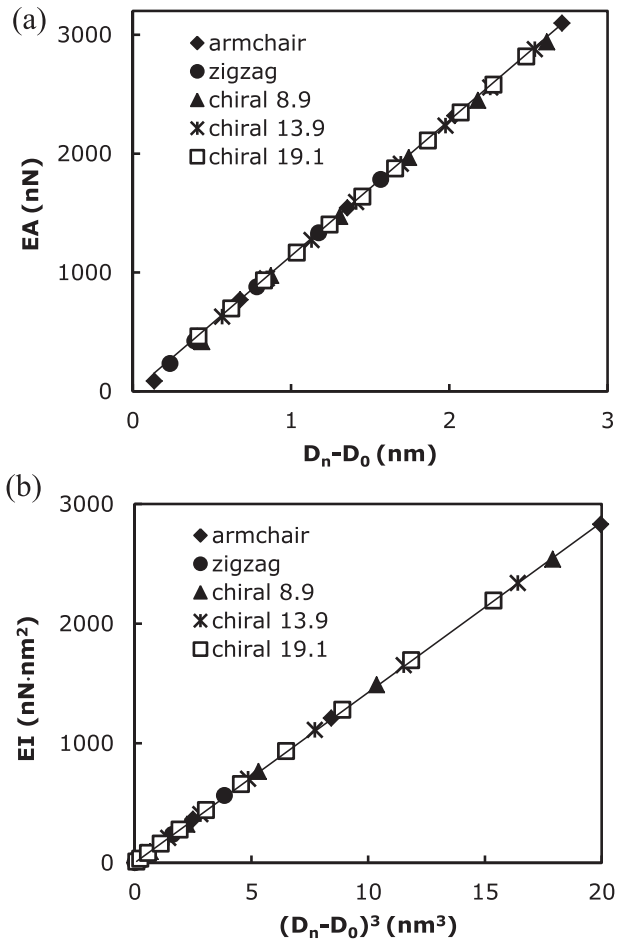 (a)
3000
2000
1000
0
EA (nN)
armchair
zigzag
chiral 8.9
chiral 13.9
chiral 19.1
0 1 2 3
Dₙ-D₀ (nm)
(b)
3000
2000
1000
0
EI (nN·nm²)
armchair
zigzag
chiral 8.9
chiral 13.9
chiral 19.1
0 5 10 15 20
(Dₙ-D₀)³ (nm³)